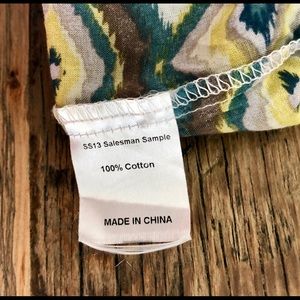 SS13 Salesman Sample
100% Cotton
MADE IN CHINA